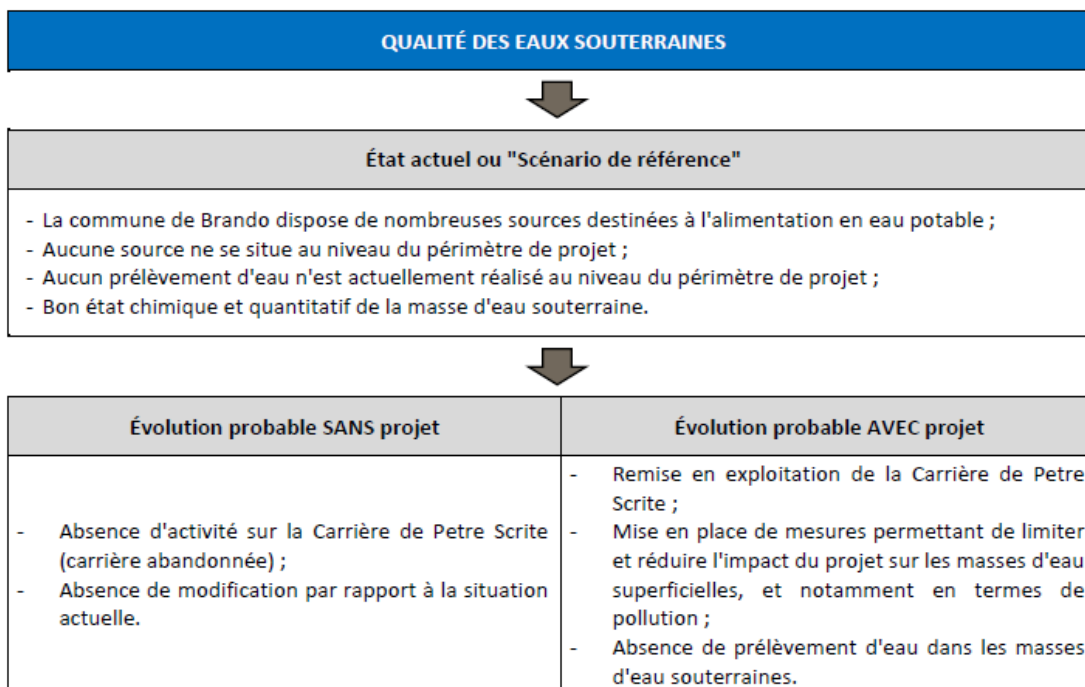 QUALITÉ DES EAUX SOUTERRAINES
État actuel ou "Scénario de référence"
- La commune de Brando dispose de nombreuses sources destinées à l'alimentation en eau potable ;
- Aucune source ne se situe au niveau du périmètre de projet ;
- Aucun prélèvement d'eau n'est actuellement réalisé au niveau du périmètre de projet ;
- Bon état chimique et quantitatif de la masse d'eau souterraine.
Évolution probable SANS projet
- Absence d'activité sur la Carrière de Petre Scrite
(carrière abandonnée) ;
- Absence de modification par rapport à la situation
actuelle.
Évolution probable AVEC projet
- Remise en exploitation de la Carrière de Petre
Scrite ;
- Mise en place de mesures permettant de limiter
et réduire l'impact du projet sur les masses d'eau
superficielles, et notamment en termes de
pollution ;
- Absence de prélèvement d'eau dans les masses
d'eau souterraines.